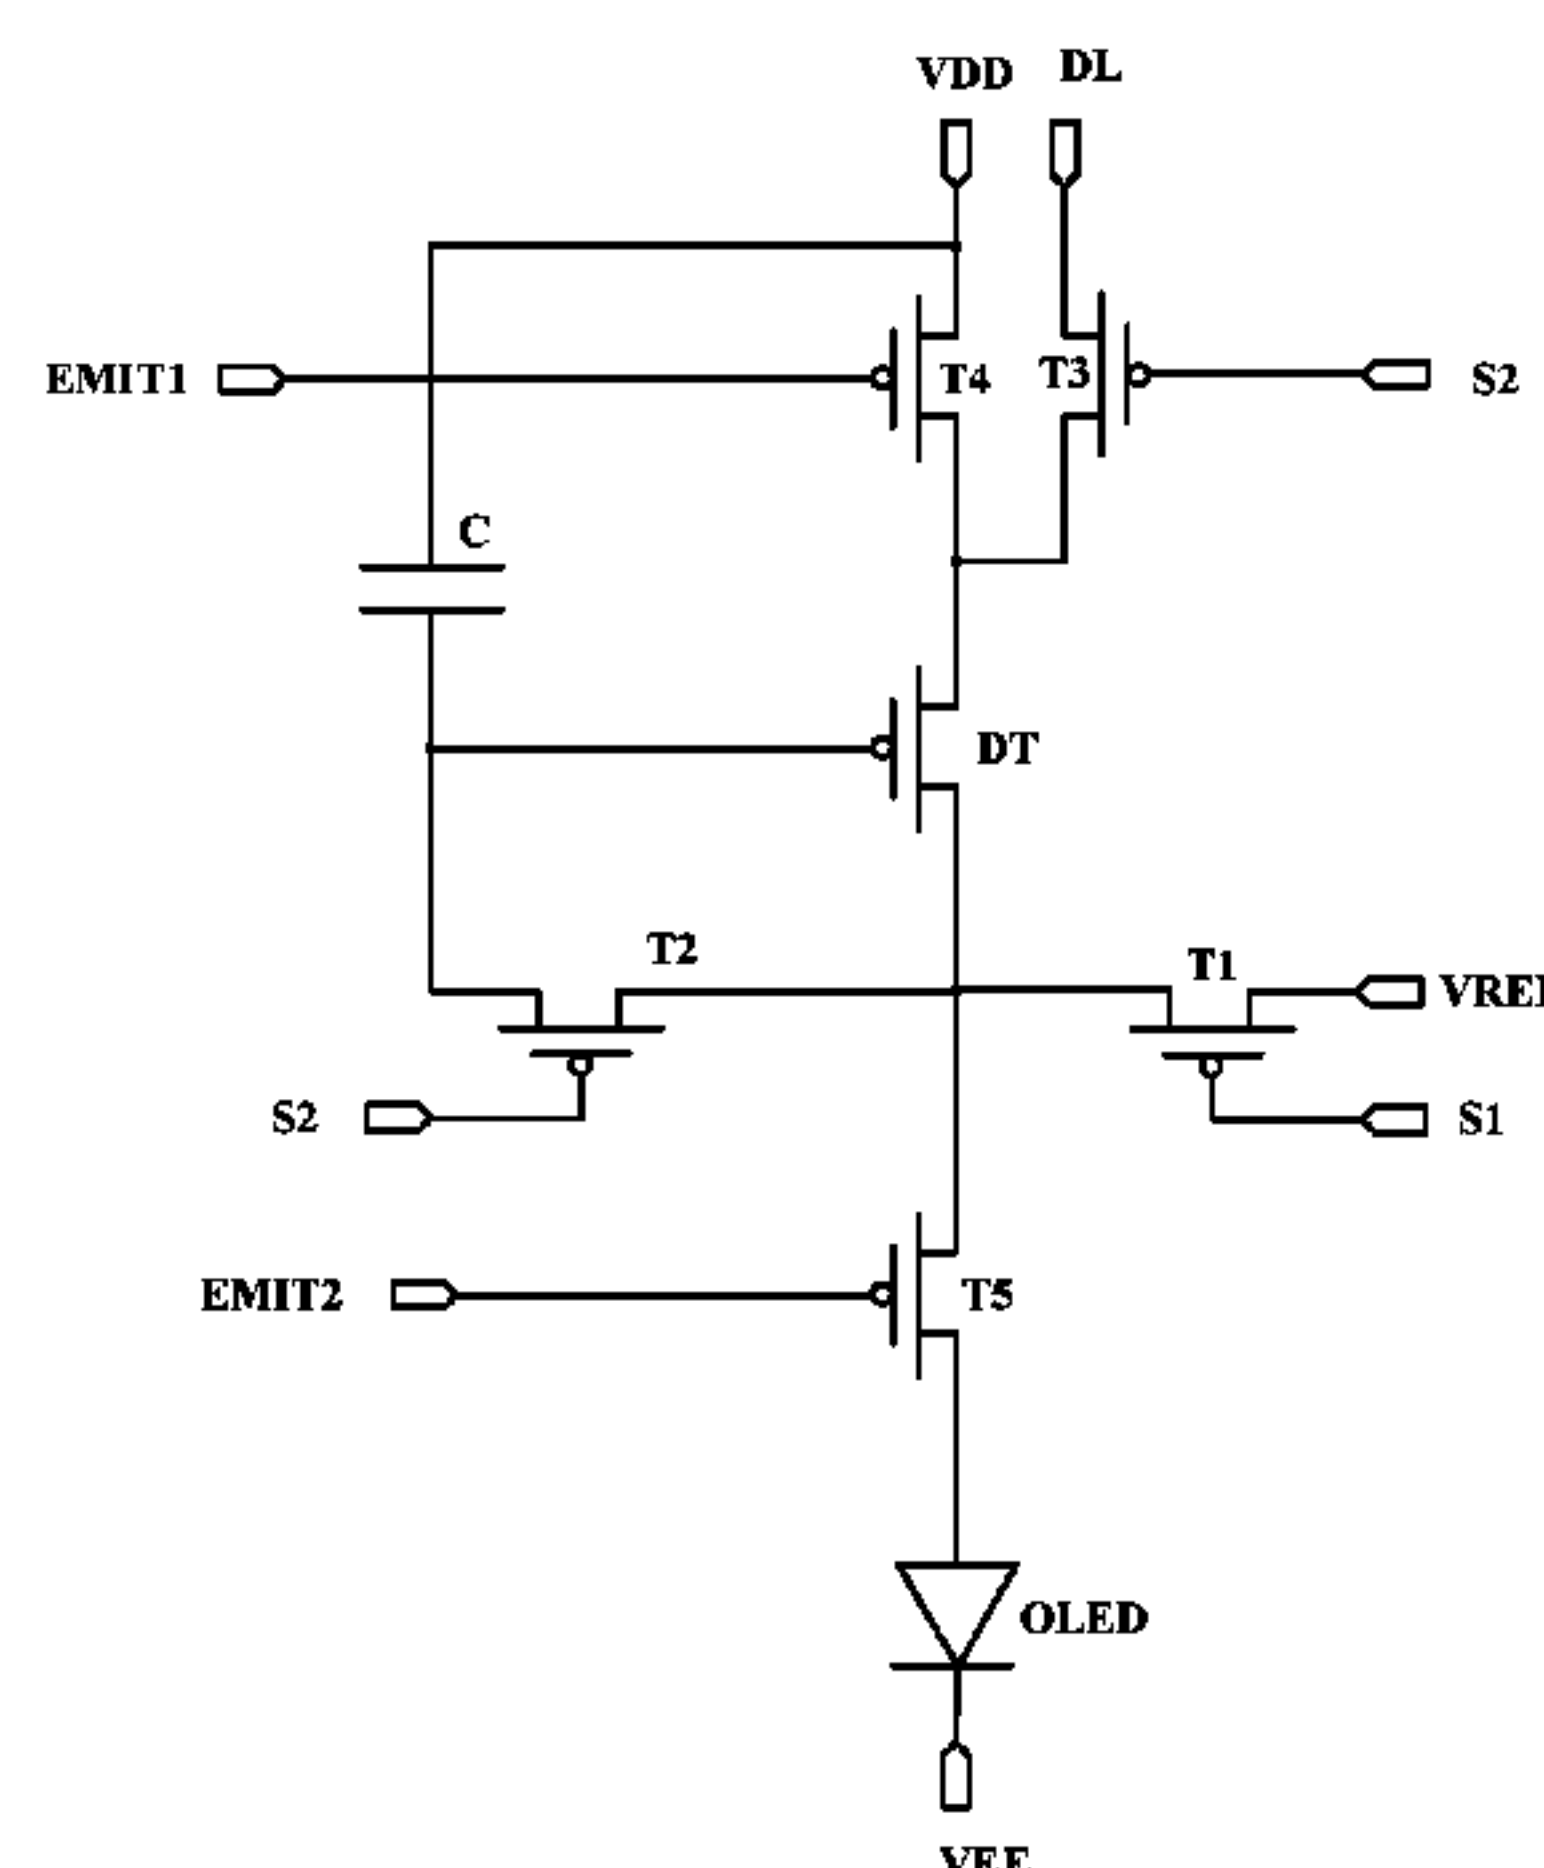 VDD DL
EMIT1 T4 T3 S2
C
DT
T2 T1
S2 S1
EMIT2 T5
OLED